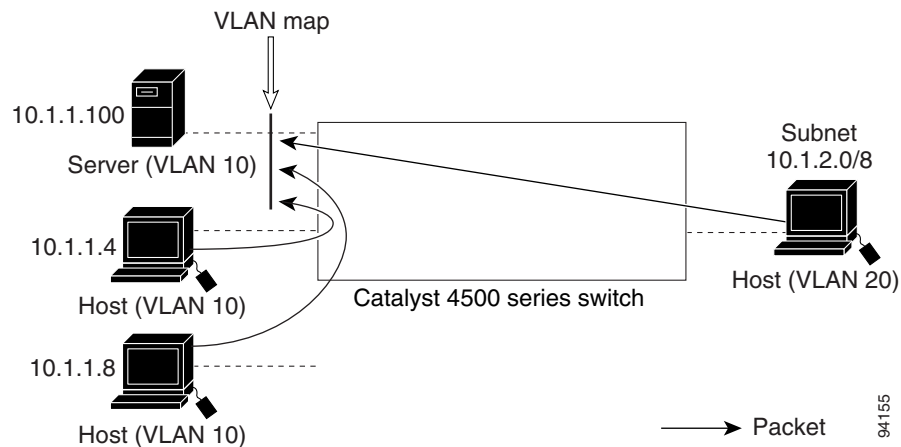 VLAN map
10.1.1.100
Server (VLAN 10)
Subnet
10.1.2.0/8
10.1.1.4
Host (VLAN 10)
Host (VLAN 20)
Catalyst 4500 series switch
10.1.1.8
Host (VLAN 10)
Packet
94155